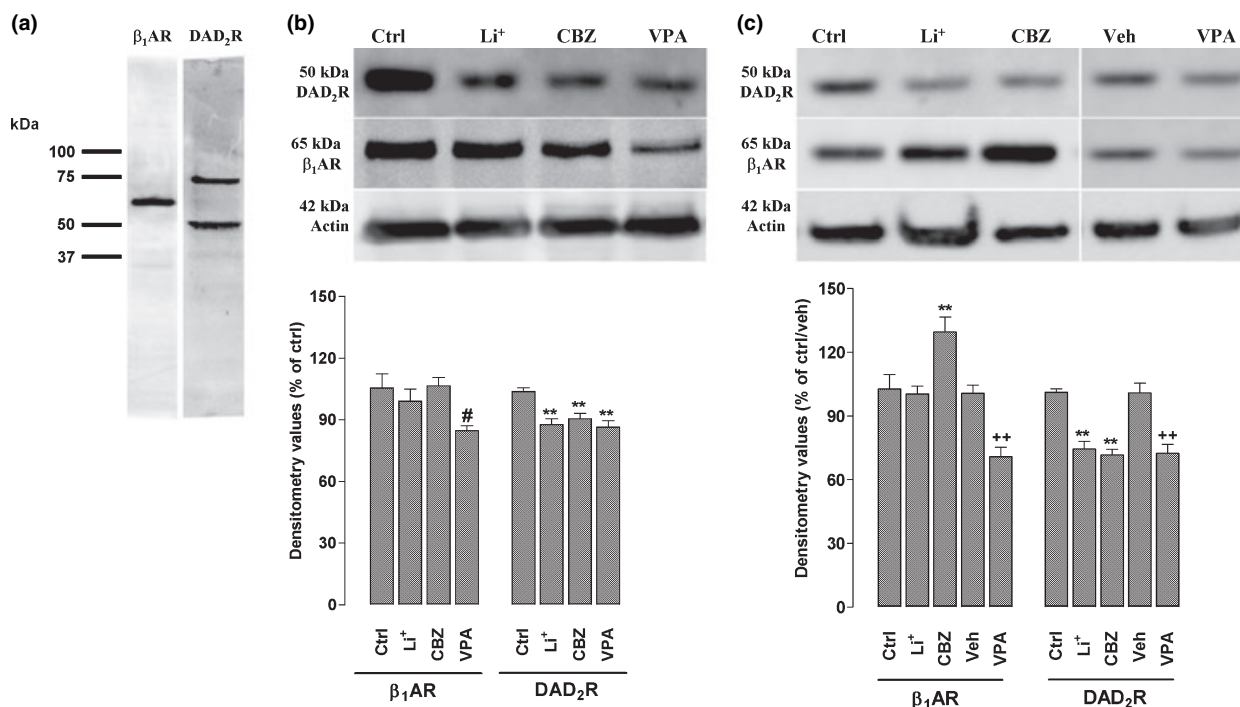 (a)
β₁AR DAD₂R
kDa
100
75
50
37
(b)
Ctrl Li⁺ CBZ VPA
50 kDa
DAD₂R
65 kDa
β₁AR
42 kDa
Actin
Densitometry values (% of ctrl)
150
120
90
60
30
0
#
** ** **
Ctrl Li⁺ CBZ VPA Ctrl Li⁺ CBZ VPA
β₁AR DAD₂R
(c)
Ctrl Li⁺ CBZ Veh VPA
50 kDa
DAD₂R
65 kDa
β₁AR
42 kDa
Actin
Densitometry values (% of ctrl/veh)
150
120
90
60
30
0
** ++
** ** ++
Ctrl Li⁺ CBZ Veh VPA Ctrl Li⁺ CBZ Veh VPA
β₁AR DAD₂R